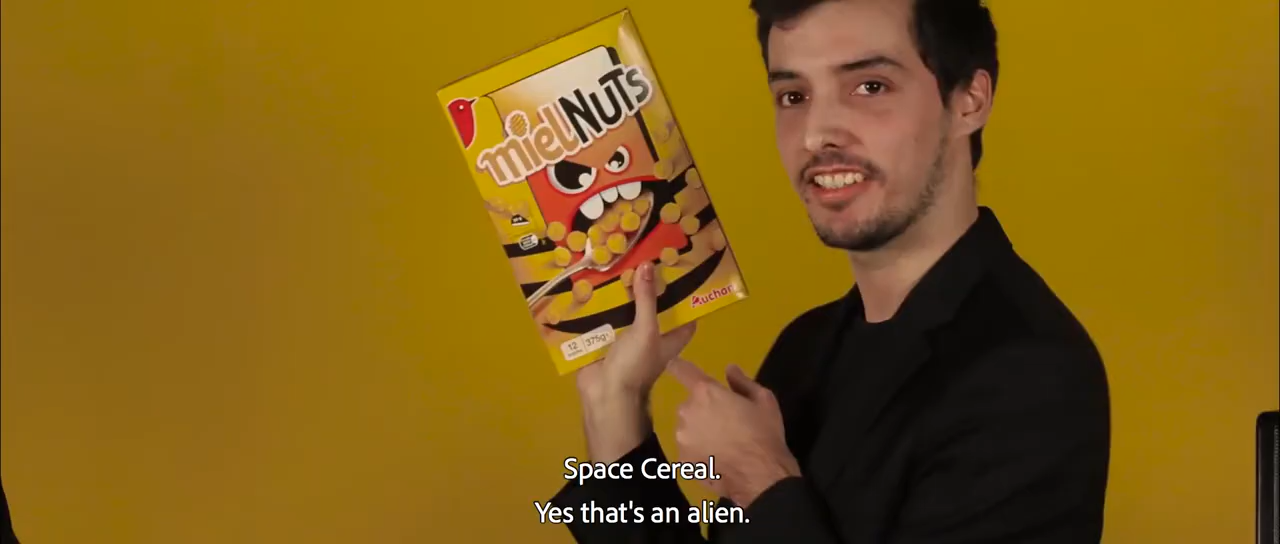 mielNUTS
Auchan
12
375g
Space Cereal.
Yes that's an alien.